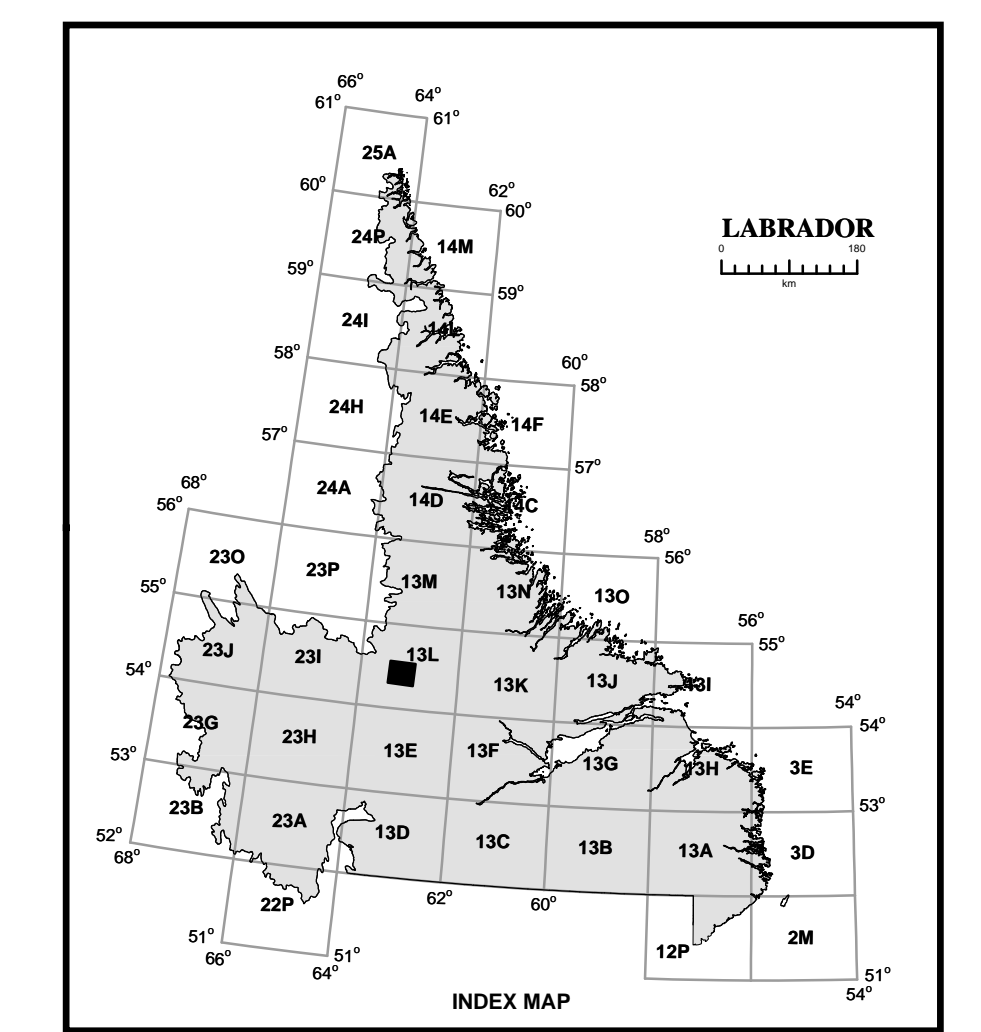 66°
61°
64°
61°
25A
60°
62°
60°
LABRADOR
0 180
km
24P
14M
59°
59°
24I
14L
58°
60°
58°
24H
14E
14F
57°
57°
24A
14D
14C
68°
56°
58°
56°
23O
23P
13M
13N
13O
55°
56°
55°
23J
23I
13L
13K
13J
13I
54°
54°
54°
23G
23H
13E
13F
13G
13H
3E
53°
53°
23B
23A
13D
13C
13B
13A
3D
52°
68°
62°
60°
22P
51°
66°
51°
64°
12P
2M
51°
54°
INDEX MAP